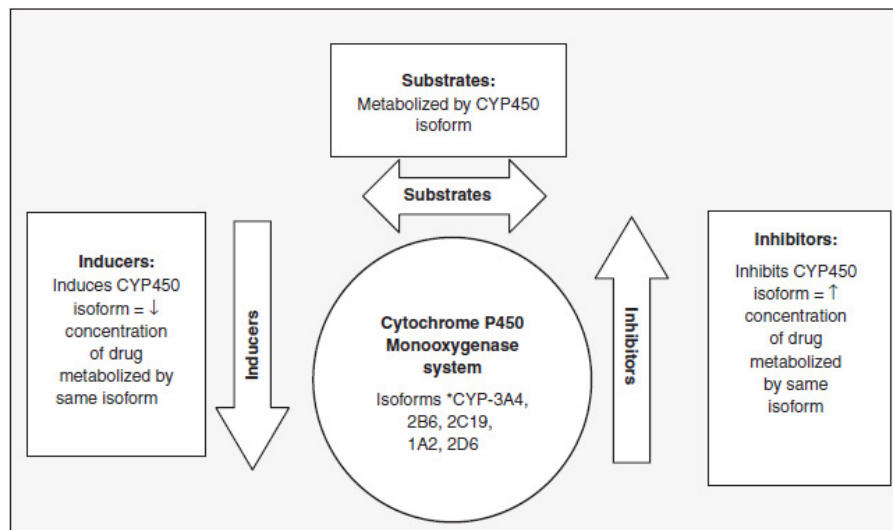 Substrates:
Metabolized by CYP450
isoform
Substrates
Inducers:
Induces CYP450
isoform = ↓
concentration
of drug
metabolized by
same isoform
Inducers
Cytochrome P450
Monooxygenase
system
Isoforms *CYP-3A4,
2B6, 2C19,
1A2, 2D6
Inhibitors
Inhibitors:
Inhibits CYP450
isoform = ↑
concentration
of drug
metabolized
by same
isoform